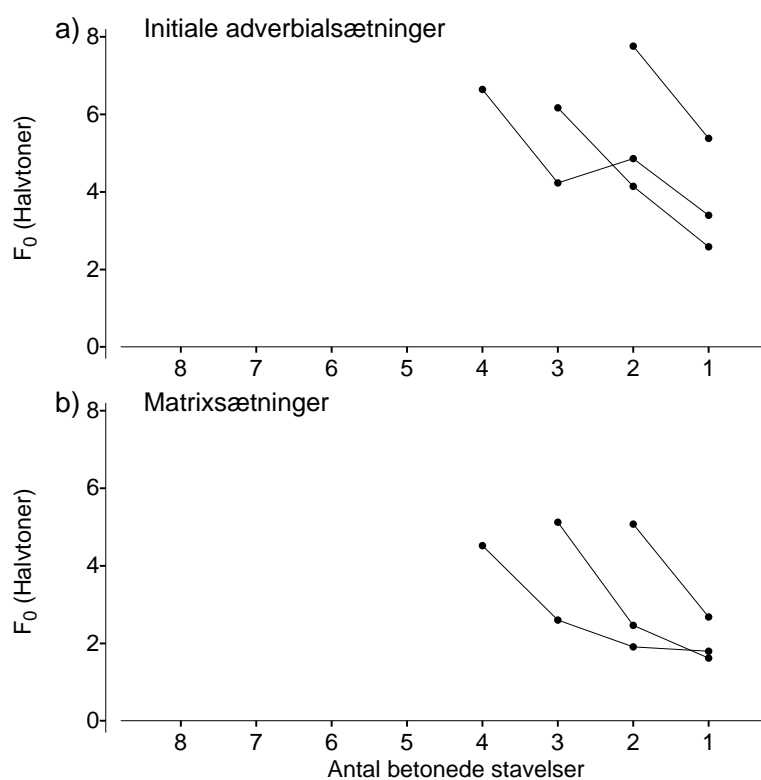 a) Initiale adverbialsætninger
8
6
4
2
0
F0 (Halvtoner)
8 7 6 5 4 3 2 1
b) Matrixsætninger
8
6
4
2
0
F0 (Halvtoner)
8 7 6 5 4 3 2 1
Antal betonede stavelser